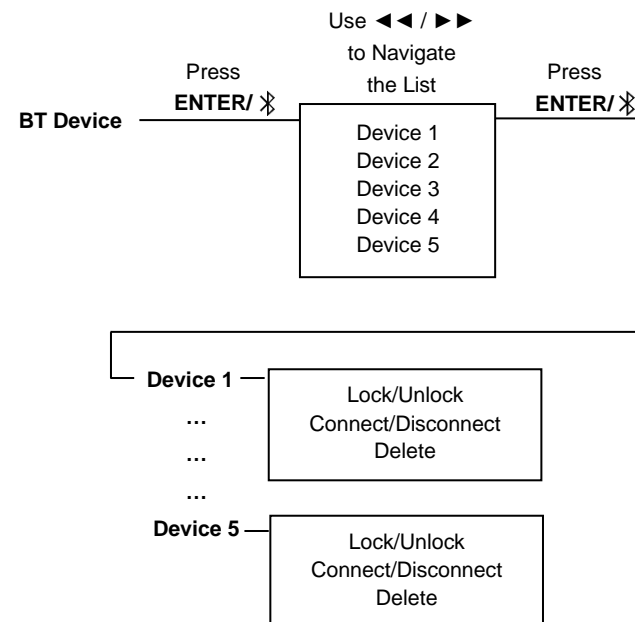 Use ◄◄ / ►►
to Navigate
the List
Press
ENTER/
Press
ENTER/
BT Device
Device 1
Device 2
Device 3
Device 4
Device 5
Device 1
Lock/Unlock
Connect/Disconnect
Delete
...
...
...
Device 5
Lock/Unlock
Connect/Disconnect
Delete